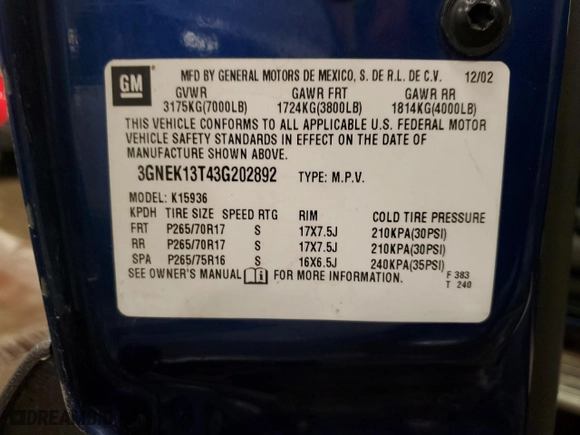 GM
MFD BY GENERAL MOTORS DE MEXICO, S. DE R.L. DE C.V. 12/02
GVWR GAWR FRT GAWR RR
3175KG(7000LB) 1724KG(3800LB) 1814KG(4000LB)
THIS VEHICLE CONFORMS TO ALL APPLICABLE U.S. FEDERAL MOTOR
VEHICLE SAFETY STANDARDS IN EFFECT ON THE DATE OF
MANUFACTURE SHOWN ABOVE.
3GNEK13T43G202892 TYPE: M.P.V.
MODEL: K15936
KPDH TIRE SIZE SPEED RTG RIM COLD TIRE PRESSURE
FRT P265/70R17 S 17X7.5J 210KPA(30PSI)
RR P265/70R17 S 17X7.5J 210KPA(30PSI)
SPA P265/75R16 S 16X6.5J 240KPA(35PSI)
SEE OWNER'S MANUAL FOR MORE INFORMATION.
F 383
T 240